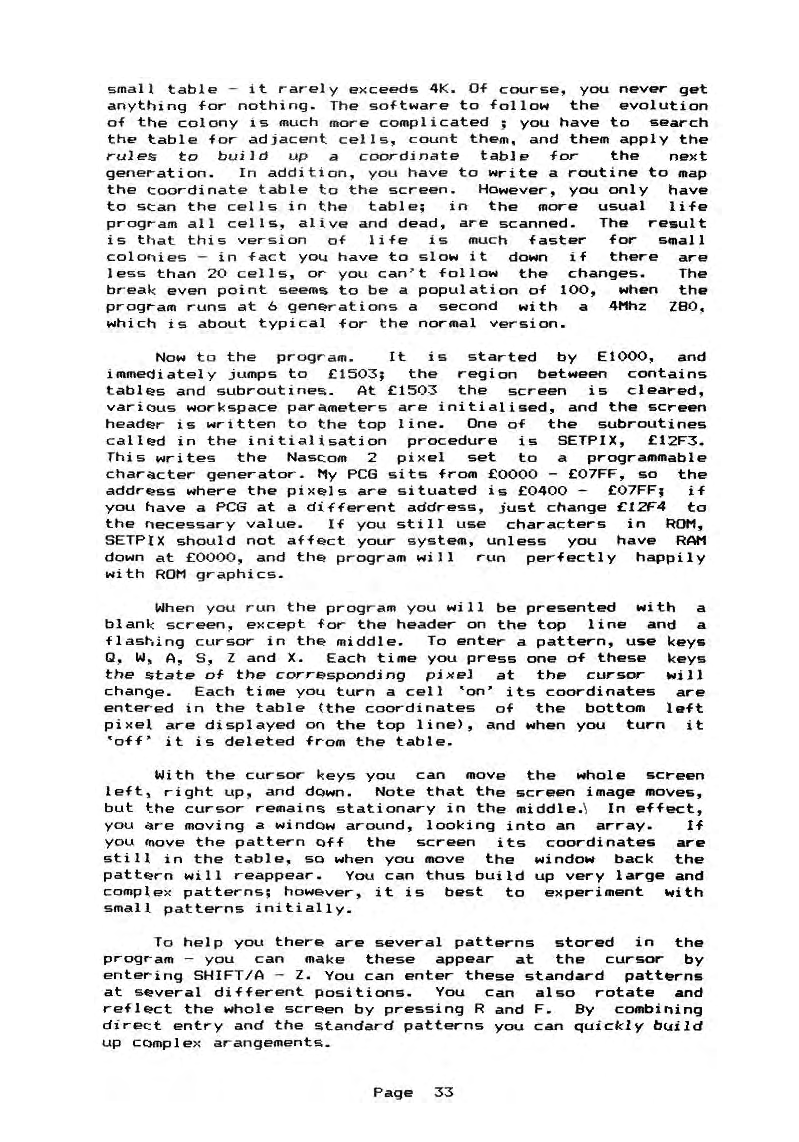 small table - it rarely exceeds 4K. Of course, you never get
anything for nothing. The software to follow the evolution
of the colony is much more complicated ; you have to search
the table for adjacent cells, count them, and them apply the
rules to build up a coordinate table for the next
generation. In addition, you have to write a routine to map
the coordinate table to the screen. However, you only have
to scan the cells in the table; in the more usual life
program all cells, alive and dead, are scanned. The result
is that this version of life is much faster for small
colonies - in fact you have to slow it down if there are
less than 20 cells, or you can't follow the changes. The
break even point seems to be a population of 100, when the
program runs at 6 generations a second with a 4Mhz Z80,
which is about typical for the normal version.
Now to the program. It is started by E1000, and
immediately jumps to £1503; the region between contains
tables and subroutines. At £1503 the screen is cleared,
various workspace parameters are initialised, and the screen
header is written to the top line. One of the subroutines
called in the initialisation procedure is SETPIX, £12F3.
This writes the Nascom 2 pixel set to a programmable
character generator. My PCG sits from £0000 - £07FF, so the
address where the pixels are situated is £0400 - £07FF; if
you have a PCG at a different address, just change £12F4 to
the necessary value. If you still use characters in ROM,
SETPIX should not affect your system, unless you have RAM
down at £0000, and the program will run perfectly happily
with ROM graphics.
When you run the program you will be presented with a
blank screen, except for the header on the top line and a
flashing cursor in the middle. To enter a pattern, use keys
Q, W, A, S, Z and X. Each time you press one of these keys
the state of the corresponding pixel at the cursor will
change. Each time you turn a cell 'on' its coordinates are
entered in the table (the coordinates of the bottom left
pixel are displayed on the top line), and when you turn it
'off' it is deleted from the table.
With the cursor keys you can move the whole screen
left, right up, and down. Note that the screen image moves,
but the cursor remains stationary in the middle.\ In effect,
you are moving a window around, looking into an array. If
you move the pattern off the screen its coordinates are
still in the table, so when you move the window back the
pattern will reappear. You can thus build up very large and
complex patterns; however, it is best to experiment with
small patterns initially.
To help you there are several patterns stored in the
program - you can make these appear at the cursor by
entering SHIFT/A - Z. You can enter these standard patterns
at several different positions. You can also rotate and
reflect the whole screen by pressing R and F. By combining
direct entry and the standard patterns you can quickly build
up complex arangements.
Page 33